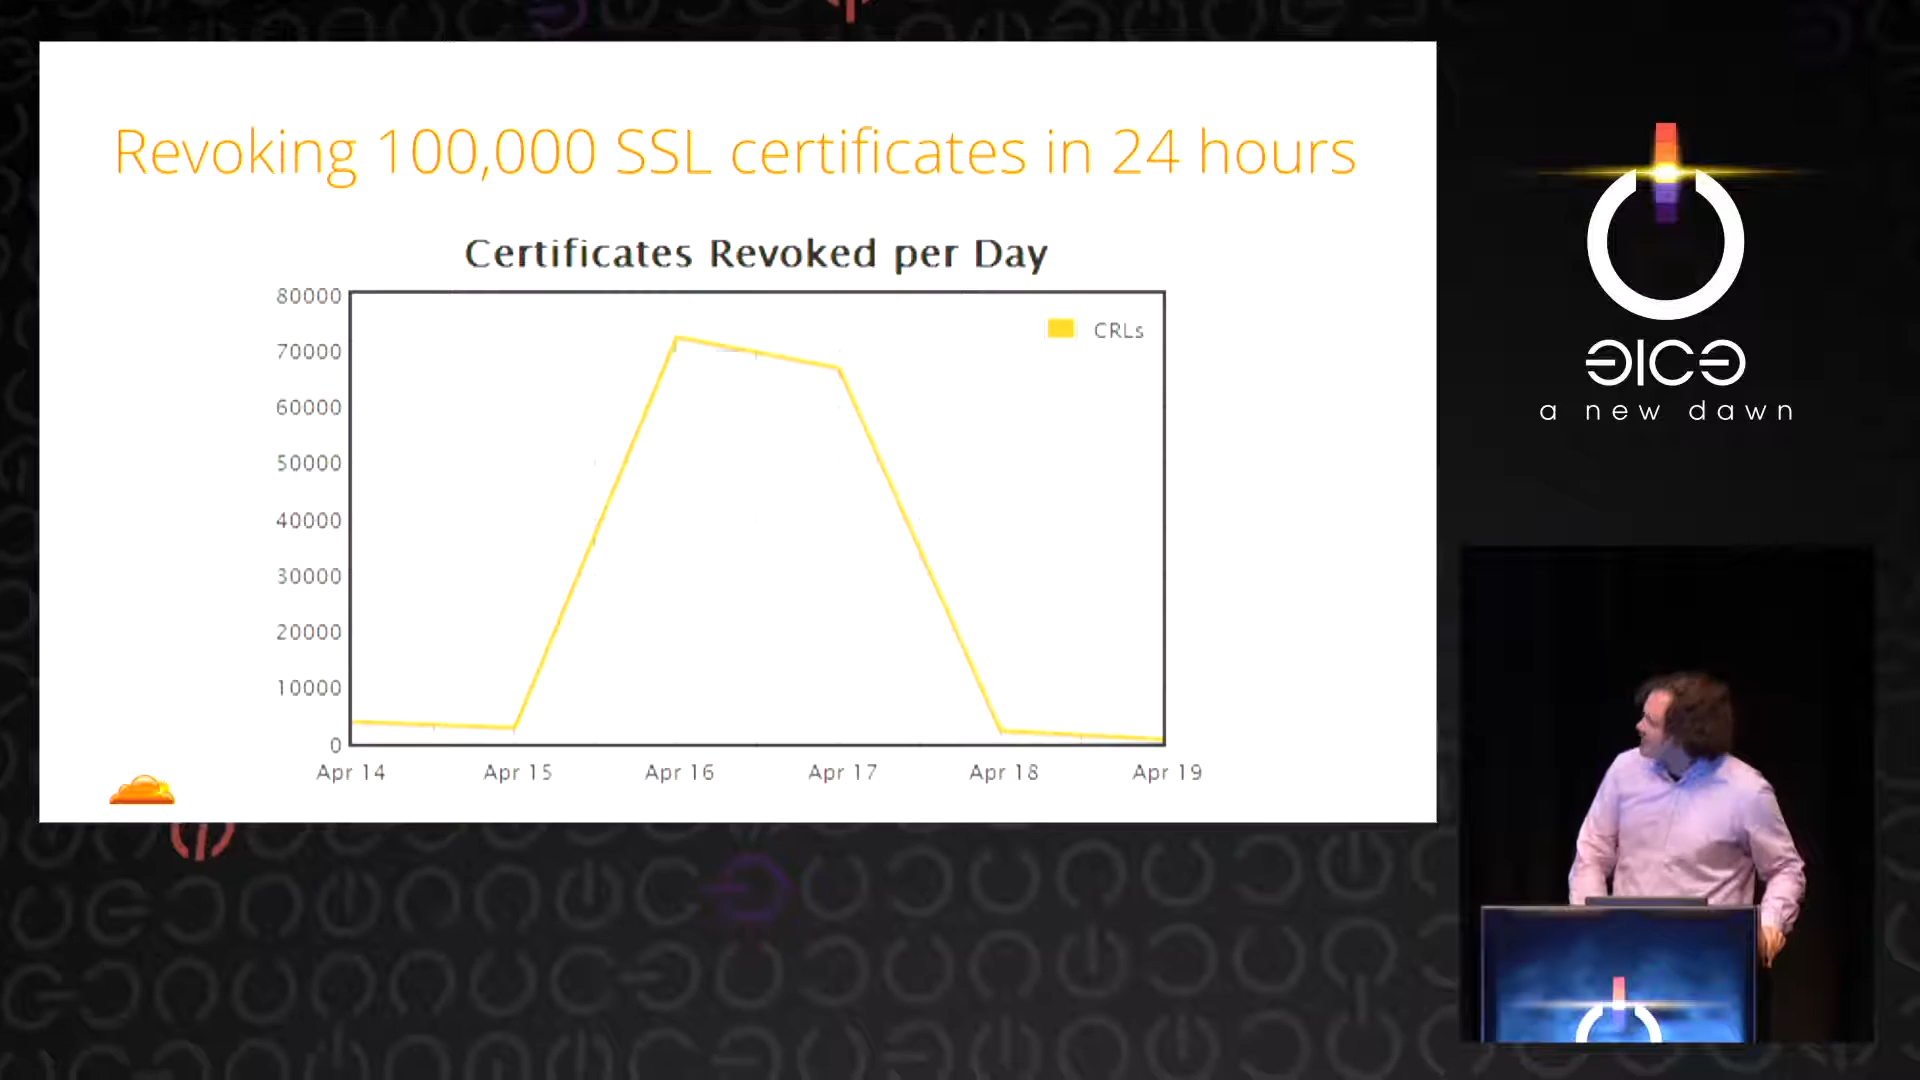 Revoking 100,000 SSL certificates in 24 hours
Certificates Revoked per Day
80000
70000
60000
50000
40000
30000
20000
10000
0
CRLs
Apr 14
Apr 15
Apr 16
Apr 17
Apr 18
Apr 19
ƎICƎ
a new dawn